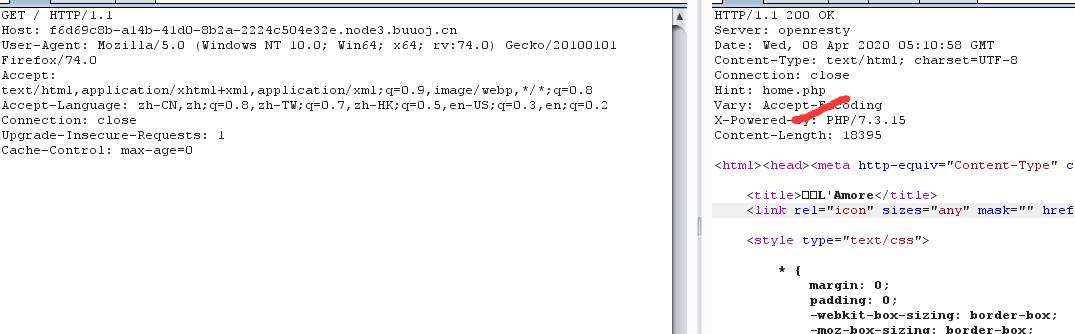 GET / HTTP/1.1
Host: f6d69c8b-a14b-41d0-8b2a-2224c504e32e.node3.buuoj.cn
User-Agent: Mozilla/5.0 (Windows NT 10.0; Win64; x64; rv:74.0) Gecko/20100101
Firefox/74.0
Accept:
text/html,application/xhtml+xml,application/xml;q=0.9,image/webp,*/*;q=0.8
Accept-Language: zh-CN,zh;q=0.8,zh-TW;q=0.7,zh-HK;q=0.5,en-US;q=0.3,en;q=0.2
Connection: close
Upgrade-Insecure-Requests: 1
Cache-Control: max-age=0
HTTP/1.1 200 OK
Server: openresty
Date: Wed, 08 Apr 2020 05:10:58 GMT
Content-Type: text/html; charset=UTF-8
Connection: close
Hint: home.php
Vary: Accept-Encoding
X-Powered-By: PHP/7.3.15
Content-Length: 18395
<html><head><meta http-equiv="Content-Type" c
<title>□□L'Amore</title>
<link rel="icon" sizes="any" mask="" href
<style type="text/css">
* {
margin: 0;
padding: 0;
-webkit-box-sizing: border-box;
-moz-box-sizing: border-box;